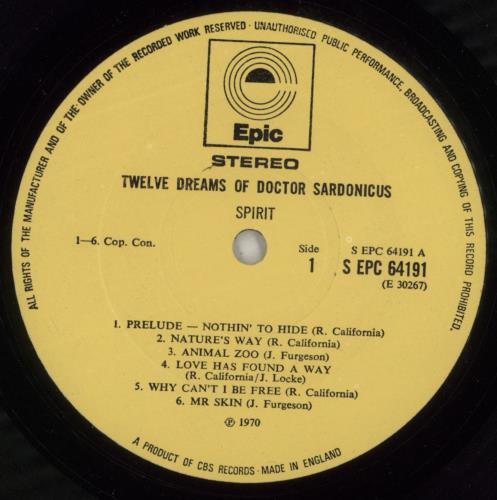 ALL RIGHTS OF THE MANUFACTURER AND OF THE OWNER OF THE RECORDED WORK RESERVED · UNAUTHORISED PUBLIC PERFORMANCE, BROADCASTING AND COPYING OF THIS RECORD PROHIBITED.
Epic
STEREO
TWELVE DREAMS OF DOCTOR SARDONICUS
SPIRIT
1—6. Cop. Con.
Side
1
S EPC 64191 A
S EPC 64191
(E 30267)
1. PRELUDE — NOTHIN' TO HIDE (R. California)
2. NATURE'S WAY (R. California)
3. ANIMAL ZOO (J. Furgeson)
4. LOVE HAS FOUND A WAY
(R. California/J. Locke)
5. WHY CAN'T I BE FREE (R. California)
6. MR SKIN (J. Furgeson)
℗ 1970
A PRODUCT OF CBS RECORDS · MADE IN ENGLAND